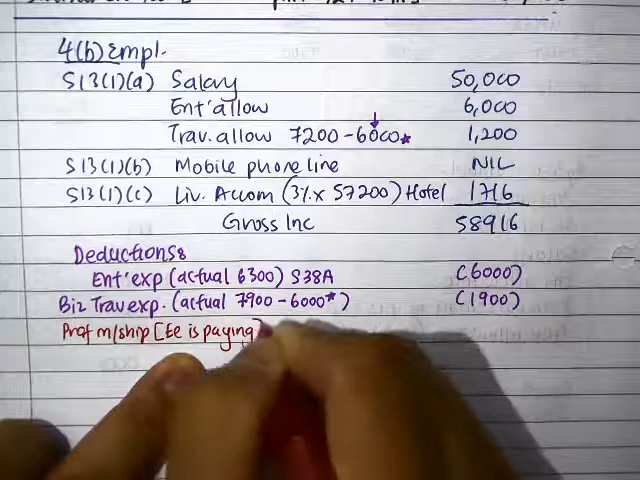 4(b) Empl.
S13(1)(a) Salary 50,000
Ent'allow 6,000
Trav. allow 7200 - 6000* 1,200
S13(1)(b) Mobile phone line NIL
S13(1)(c) Liv. Accom (3% x 57200) Hotel 1716
Gross Inc 58916
Deductions:
Ent'exp (actual 6300) S38A (6000)
Biz Trav exp. (actual 7900 - 6000*) (1900)
Prof m/ship [Ee is paying]